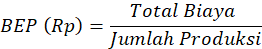 BEP (Rp) = Total Biaya / Jumlah Produksi